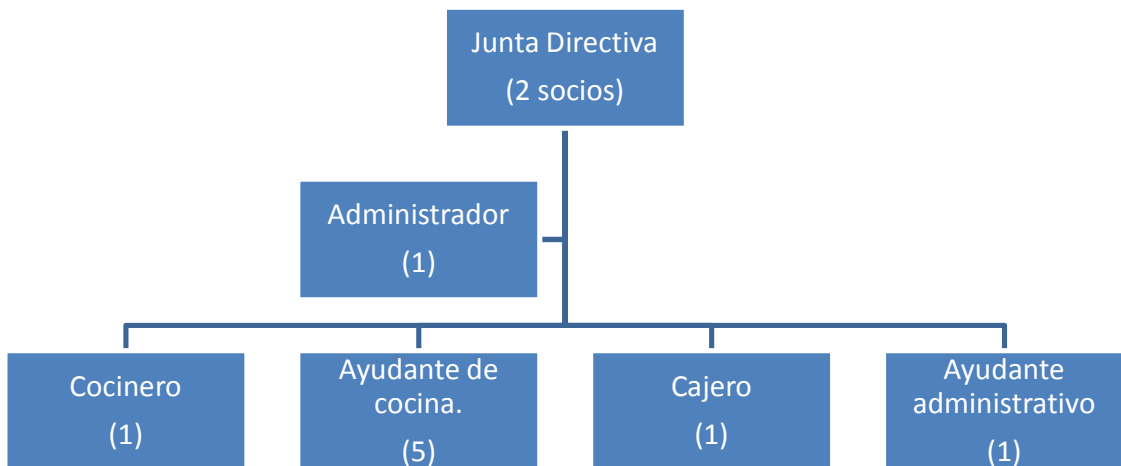 Junta Directiva
(2 socios)
Administrador
(1)
Cocinero
(1)
Ayudante de
cocina.
(5)
Cajero
(1)
Ayudante
administrativo
(1)